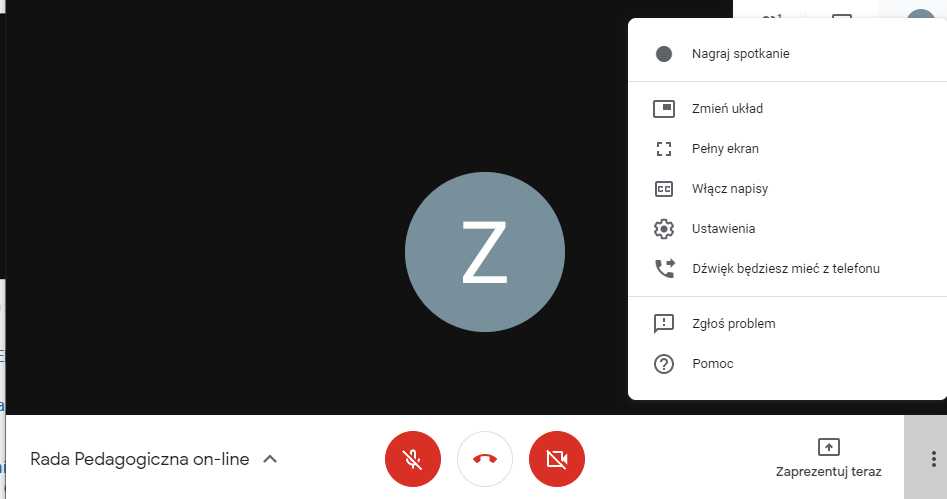 Nagraj spotkanie
Zmień układ
Pełny ekran
Włącz napisy
Ustawienia
Dźwięk będziesz mieć z telefonu
Zgłoś problem
Pomoc
Z
Rada Pedagogiczna on-line
Zaprezentuj teraz